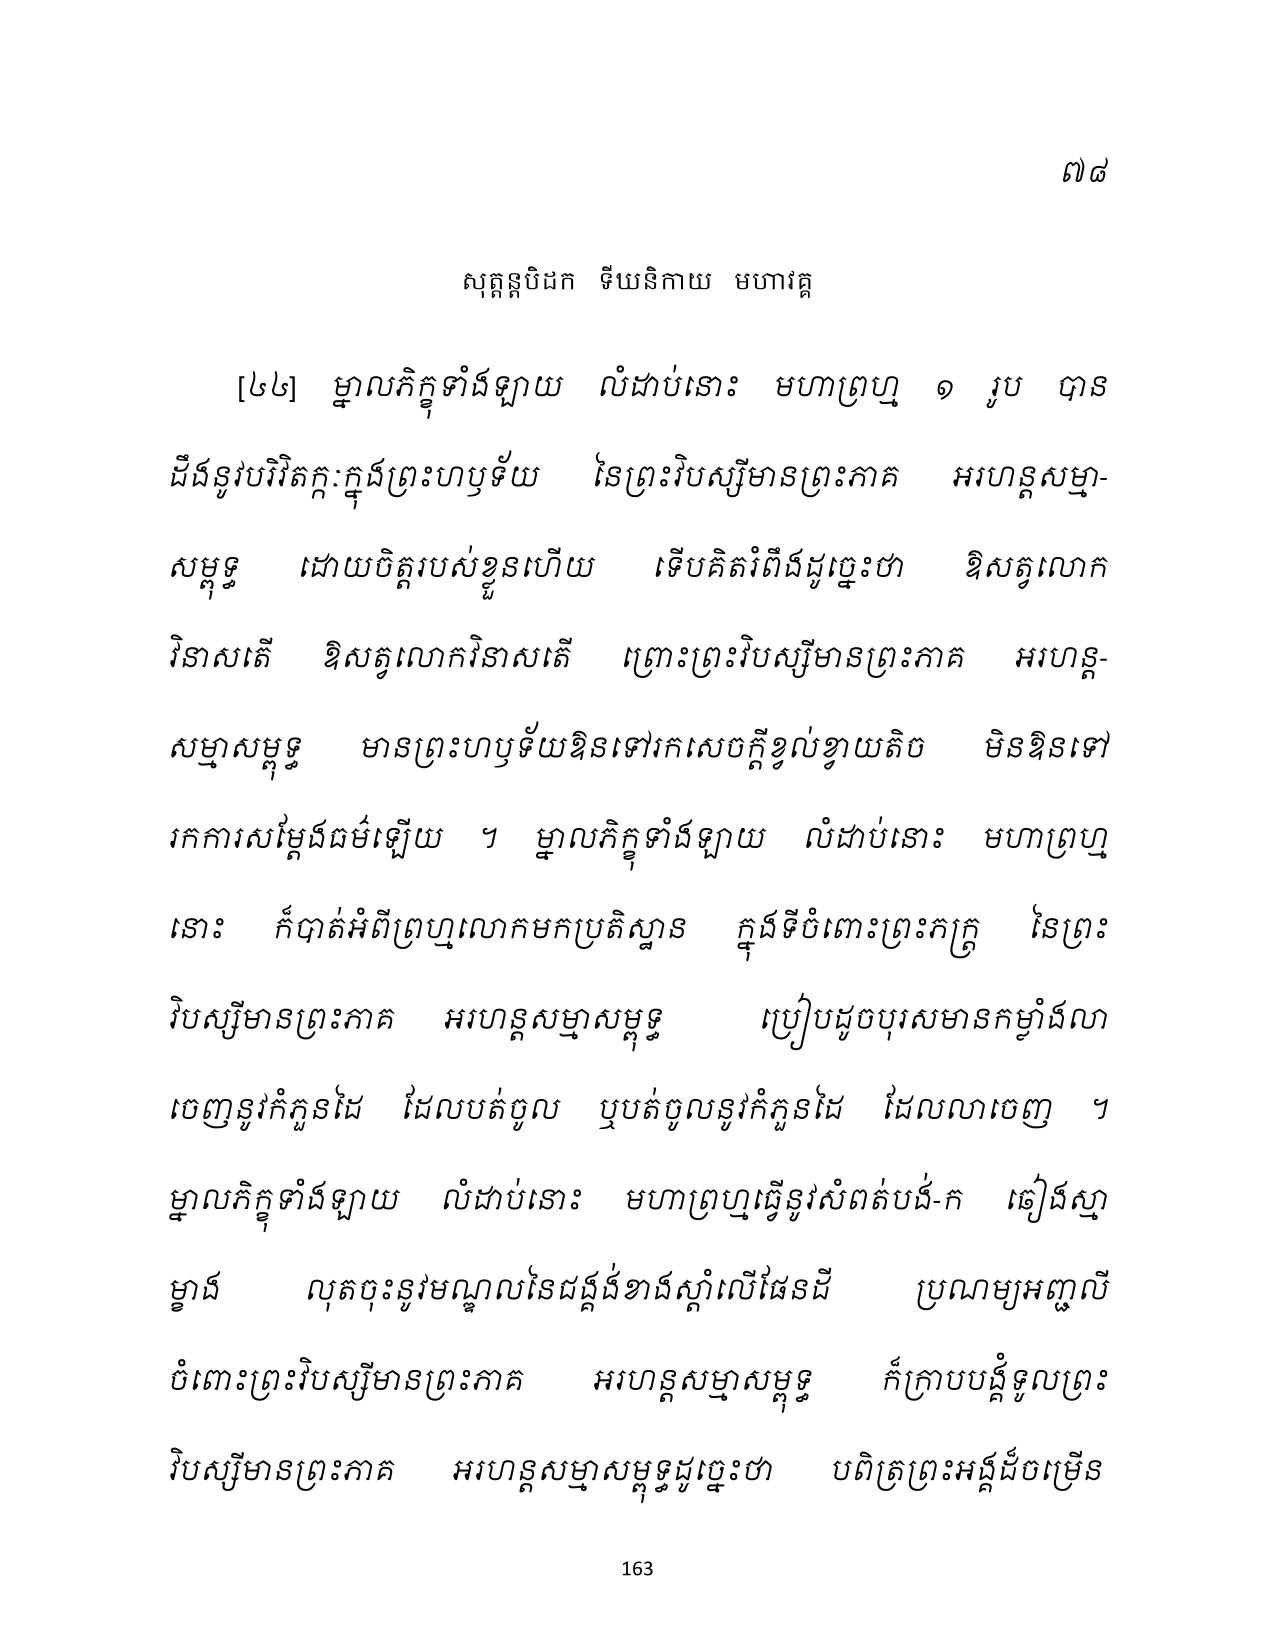 ៧៨
សុត្តន្តបិដក ទីឃនិកាយ មហាវគ្គ
[៤៤] ម្នាលភិក្ខុទាំងឡាយ លំដាប់នោះ មហាព្រហ្ម ១ រូប បាន
ដឹងនូវបរិវិតក្កៈក្នុងព្រះហឫទ័យ នៃព្រះវិបស្សីមានព្រះភាគ អរហន្តសម្មា-
សម្ពុទ្ធ ដោយចិត្តរបស់ខ្លួនហើយ ទើបគិតរំពឹងដូច្នេះថា ឱសត្វលោក
វិនាសតើ ឱសត្វលោកវិនាសតើ ព្រោះព្រះវិបស្សីមានព្រះភាគ អរហន្ត-
សម្មាសម្ពុទ្ធ មានព្រះហឫទ័យឱនទៅរកសេចក្តីខ្វល់ខ្វាយតិច មិនឱនទៅ
រកការសម្តែងធម៌ឡើយ ។ ម្នាលភិក្ខុទាំងឡាយ លំដាប់នោះ មហាព្រហ្ម
នោះ ក៏បាត់អំពីព្រហ្មលោកមកប្រតិស្ឋាន ក្នុងទីចំពោះព្រះភក្ត្រ នៃព្រះ
វិបស្សីមានព្រះភាគ អរហន្តសម្មាសម្ពុទ្ធ ប្រៀបដូចបុរសមានកម្លាំងលា
ចេញនូវកំភួនដៃ ដែលបត់ចូល ឬបត់ចូលនូវកំភួនដៃ ដែលលាចេញ ។
ម្នាលភិក្ខុទាំងឡាយ លំដាប់នោះ មហាព្រហ្មធ្វើនូវសំពត់បង់-ក ឆៀងស្មា
ម្ខាង លុតចុះនូវមណ្ឌលនៃជង្គង់ខាងស្តាំលើផែនដី ប្រណម្យអញ្ជលី
ចំពោះព្រះវិបស្សីមានព្រះភាគ អរហន្តសម្មាសម្ពុទ្ធ ក៏ក្រាបបង្គំទូលព្រះ
វិបស្សីមានព្រះភាគ អរហន្តសម្មាសម្ពុទ្ធដូច្នេះថា បពិត្រព្រះអង្គដ៏ចម្រើន
163